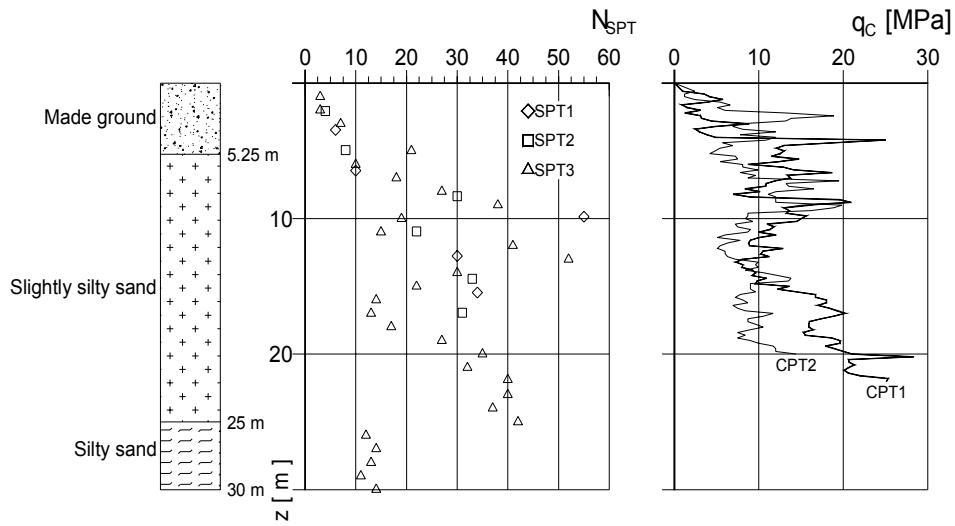 N_SPT
q_C [MPa]
0 10 20 30 40 50 60
0 10 20 30
SPT1
SPT2
SPT3
Made ground
5.25 m
10
Slightly silty sand
20
CPT2
CPT1
25 m
Silty sand
30 m
z [ m ]